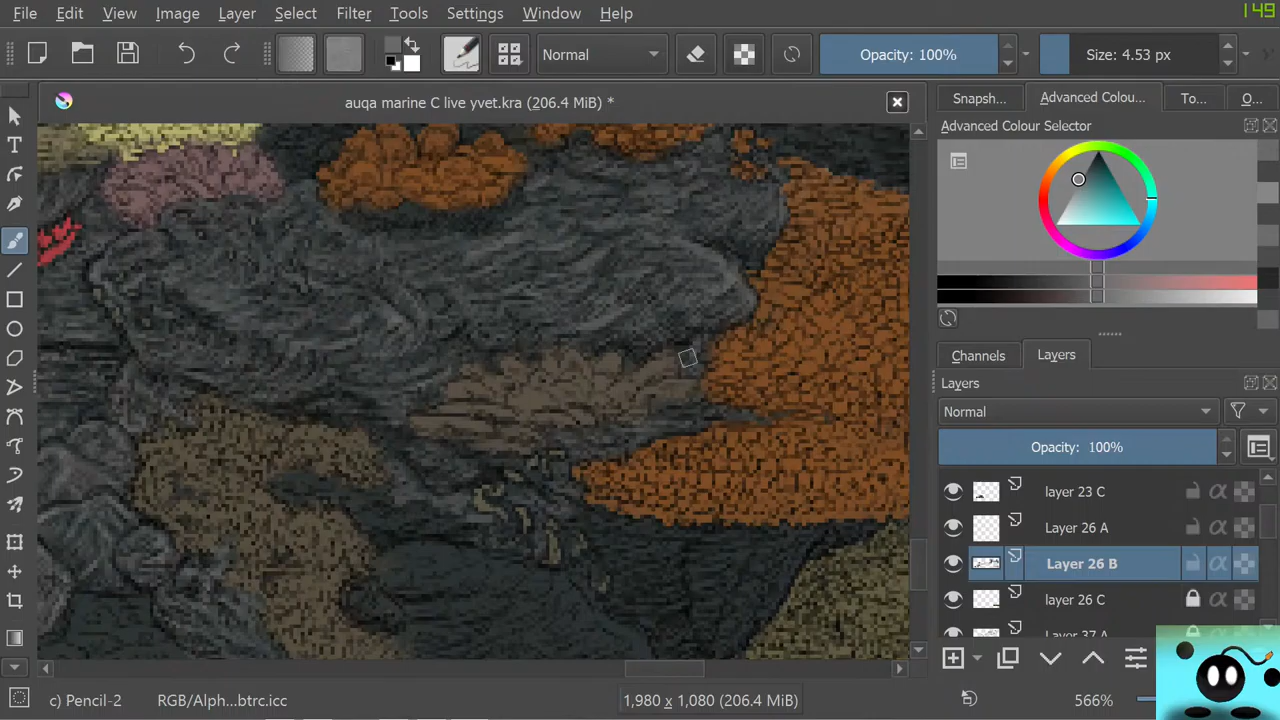 File Edit View Image Layer Select Filter Tools Settings Window Help
149
Normal
Opacity: 100%
Size: 4.53 px
auqa marine C live yvet.kra (206.4 MiB) *
Snapsh... Advanced Colou... To... O...
Advanced Colour Selector
Channels Layers
Layers
Normal
Opacity: 100%
layer 23 C
Layer 26 A
Layer 26 B
layer 26 C
Layer 37 A
c) Pencil-2 RGB/Alph...btrc.icc 1,980 x 1,080 (206.4 MiB) 566%